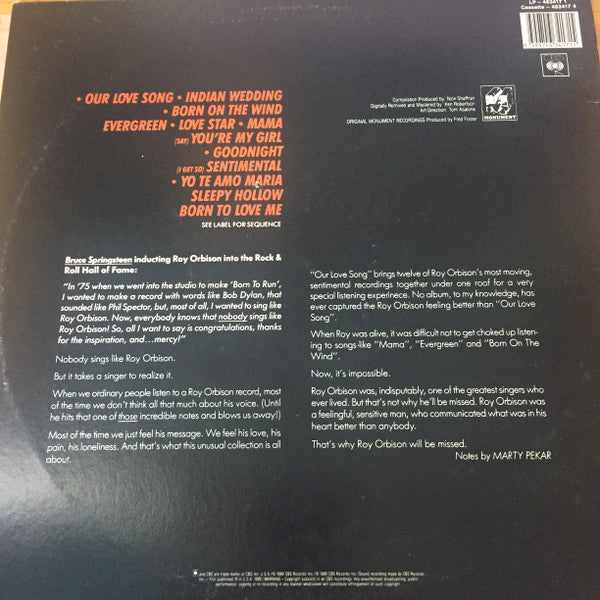 LP - 463417 1
Cassette - 463417 4
• OUR LOVE SONG • INDIAN WEDDING
• BORN ON THE WIND
EVERGREEN • LOVE STAR • MAMA
(SAY) YOU'RE MY GIRL
• GOODNIGHT
(I GET SO) SENTIMENTAL
• YO TE AMO MARIA
SLEEPY HOLLOW
BORN TO LOVE ME
SEE LABEL FOR SEQUENCE
Compilation Produced by: Nick Shaffran
Digitally Remixed and Mastered by: Ken Robertson
Art Direction: Tom
ORIGINAL MONUMENT RECORDINGS Produced by Fred Foster
MONUMENT
CBS
Bruce Springsteen inducting Roy Orbison into the Rock &
Roll Hall of Fame:
"In '75 when we went into the studio to make 'Born To Run',
I wanted to make a record with words like Bob Dylan, that
sounded like Phil Spector, but, most of all, I wanted to sing like
Roy Orbison. Now, everybody knows that nobody sings like
Roy Orbison! So, all I want to say is congratulations, thanks
for the inspiration, and...mercy!"
Nobody sings like Roy Orbison.
But it takes a singer to realize it.
When we ordinary people listen to a Roy Orbison record, most
of the time we don't think all that much about his voice. (Until
he hits that one of those incredible notes and blows us away!)
Most of the time we just feel his message. We feel his love, his
pain, his loneliness. And that's what this unusual collection is all
about.
"Our Love Song" brings twelve of Roy Orbison's most moving,
sentimental recordings together under one roof for a very
special listening experinece. No album, to my knowledge, has
ever captured the Roy Orbison feeling better than "Our Love
Song".
When Roy was alive, it was difficult not to get choked up listen-
ing to songs like "Mama", "Evergreen" and "Born On The
Wind".
Now, it's impossible.
Roy Orbison was, indisputably, one of the greatest singers who
ever lived. But that's not why he'll be missed. Roy Orbison was
a feelingful, sensitive man, who communicated what was in his
heart better than anybody.
That's why Roy Orbison will be missed.
Notes by MARTY PEKAR